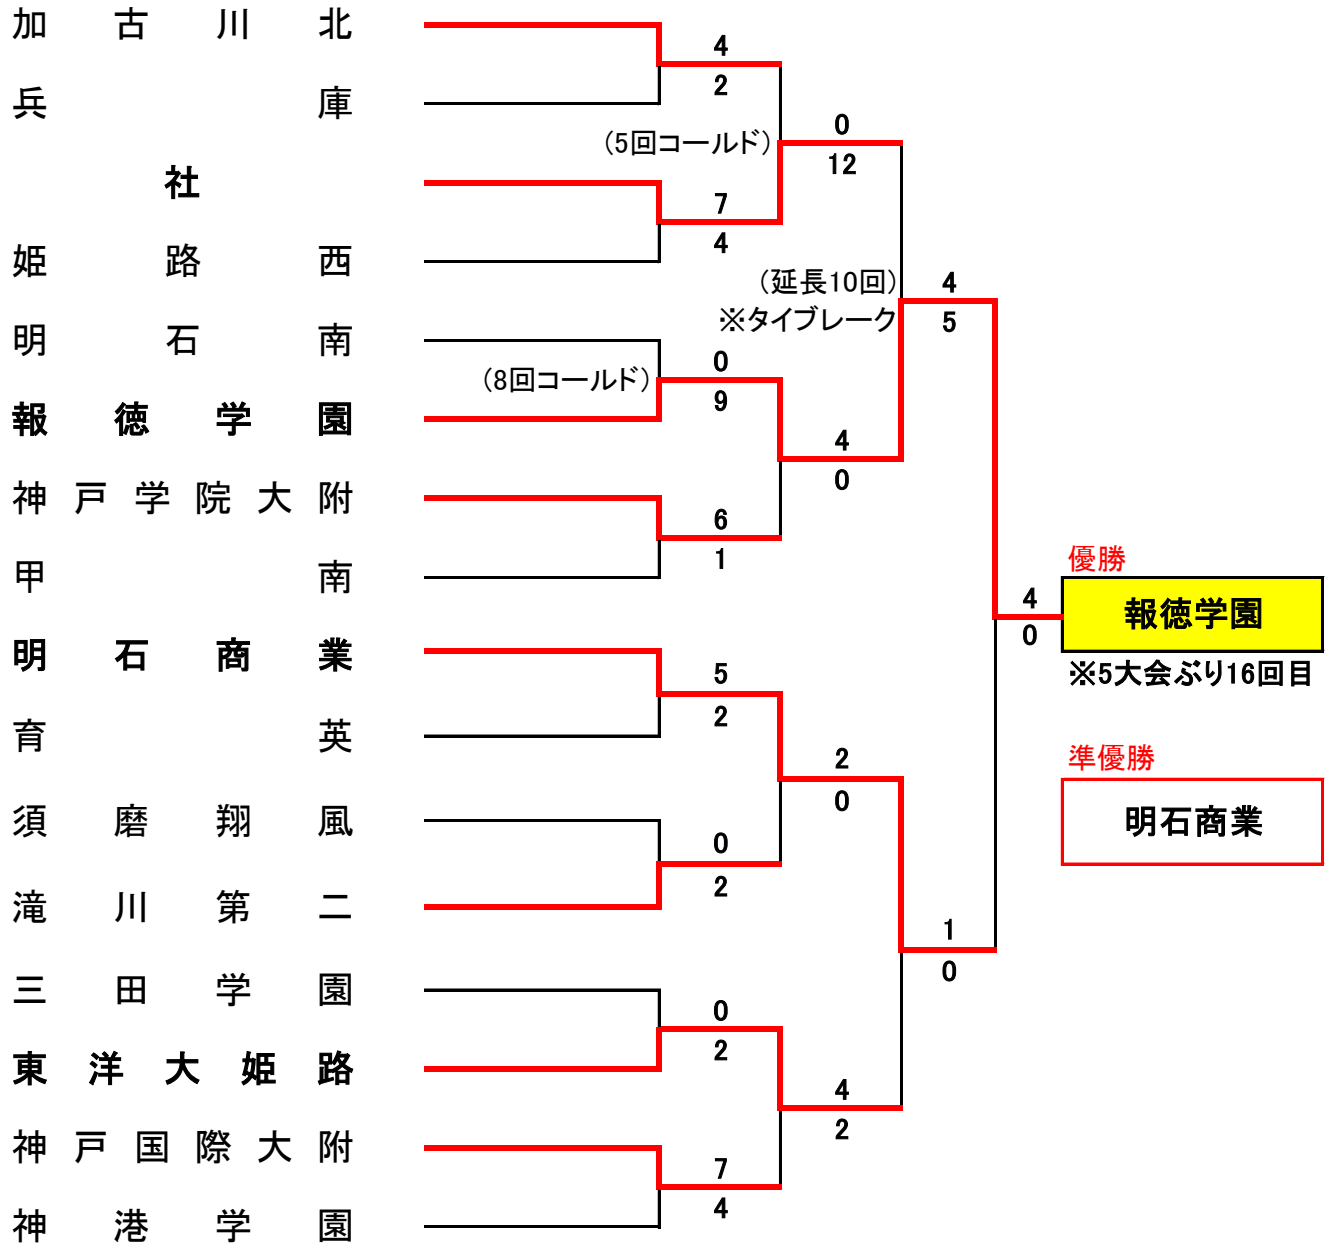 加古川北
4
2
兵庫
0
(5回コールド)
12
社
7
4
姫路西
(延長10回)
4
※タイブレーク
5
明石南
0
(8回コールド)
9
報徳学園
4
0
神戸学院大附
6
1
甲南
優勝
4
報徳学園
0
※5大会ぶり16回目
明石商業
5
2
育英
2
0
準優勝
明石商業
須磨翔風
0
2
滝川第二
1
0
三田学園
0
2
東洋大姫路
4
2
神戸国際大附
7
4
神港学園